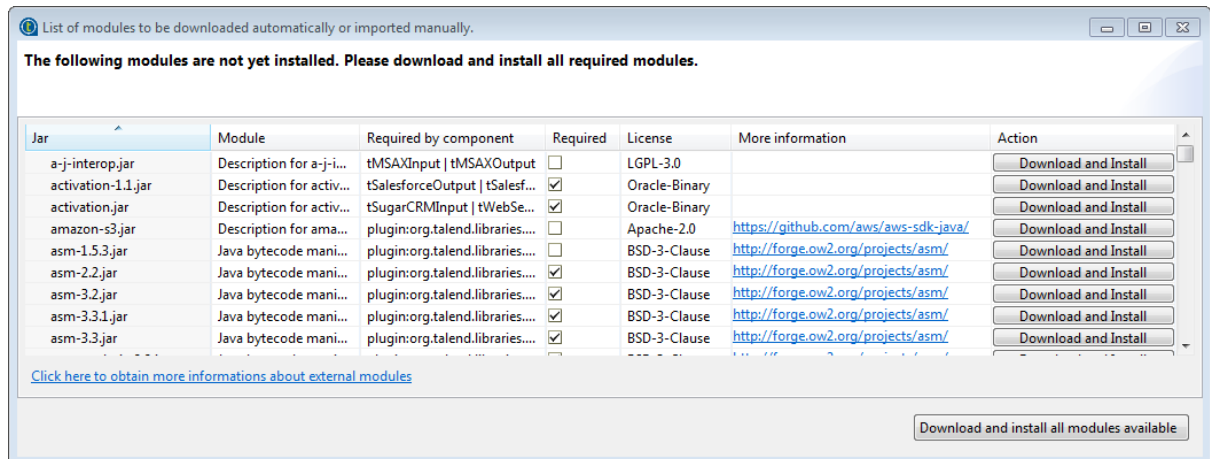 List of modules to be downloaded automatically or imported manually.
The following modules are not yet installed. Please download and install all required modules.
Jar Module Required by component Required License More information Action
a-j-interop.jar Description for a-j-i... tMSAXInput | tMSAXOutput LGPL-3.0 Download and Install
activation-1.1.jar Description for activ... tSalesforceOutput | tSalesf... Oracle-Binary Download and Install
activation.jar Description for activ... tSugarCRMInput | tWebSe... Oracle-Binary Download and Install
amazon-s3.jar Description for ama... plugin:org.talend.libraries.... Apache-2.0 https://github.com/aws/aws-sdk-java/ Download and Install
asm-1.5.3.jar Java bytecode mani... plugin:org.talend.libraries.... BSD-3-Clause http://forge.ow2.org/projects/asm/ Download and Install
asm-2.2.jar Java bytecode mani... plugin:org.talend.libraries.... BSD-3-Clause http://forge.ow2.org/projects/asm/ Download and Install
asm-3.2.jar Java bytecode mani... plugin:org.talend.libraries.... BSD-3-Clause http://forge.ow2.org/projects/asm/ Download and Install
asm-3.3.1.jar Java bytecode mani... plugin:org.talend.libraries.... BSD-3-Clause http://forge.ow2.org/projects/asm/ Download and Install
asm-3.3.jar Java bytecode mani... plugin:org.talend.libraries.... BSD-3-Clause http://forge.ow2.org/projects/asm/ Download and Install
Click here to obtain more informations about external modules
Download and install all modules available